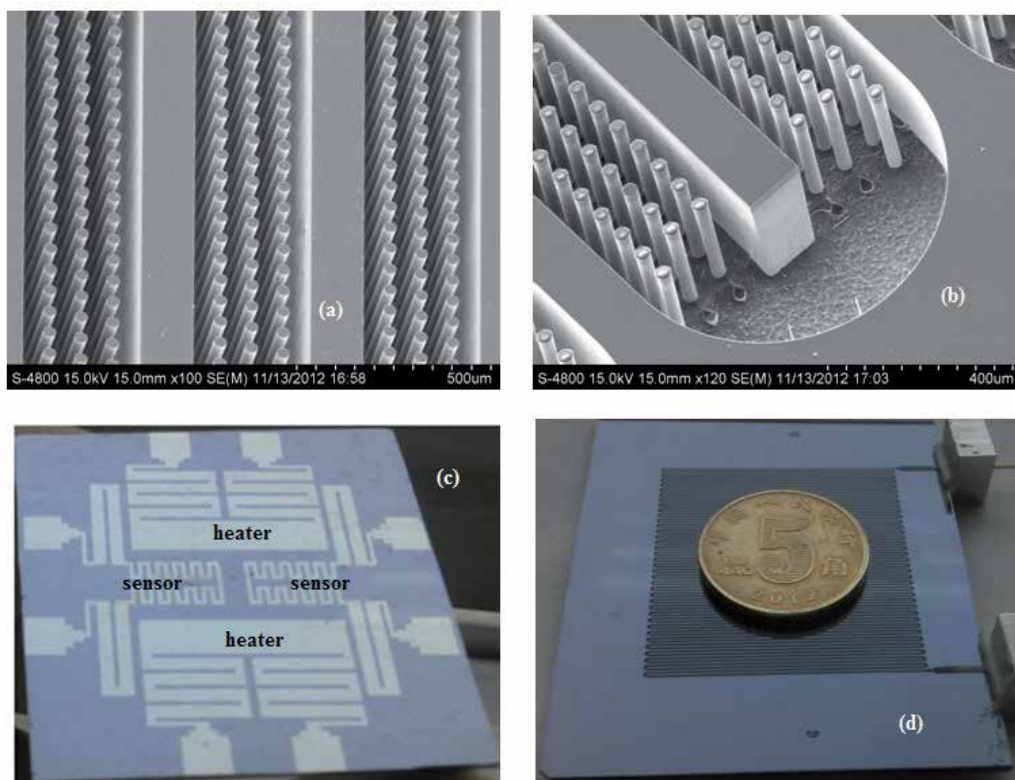 (a)
S-4800 15.0kV 15.0mm x100 SE(M) 11/13/2012 16:58 500um
(b)
S-4800 15.0kV 15.0mm x120 SE(M) 11/13/2012 17:03 400um
(c)
heater
sensor sensor
heater
(d)
5
角
2012